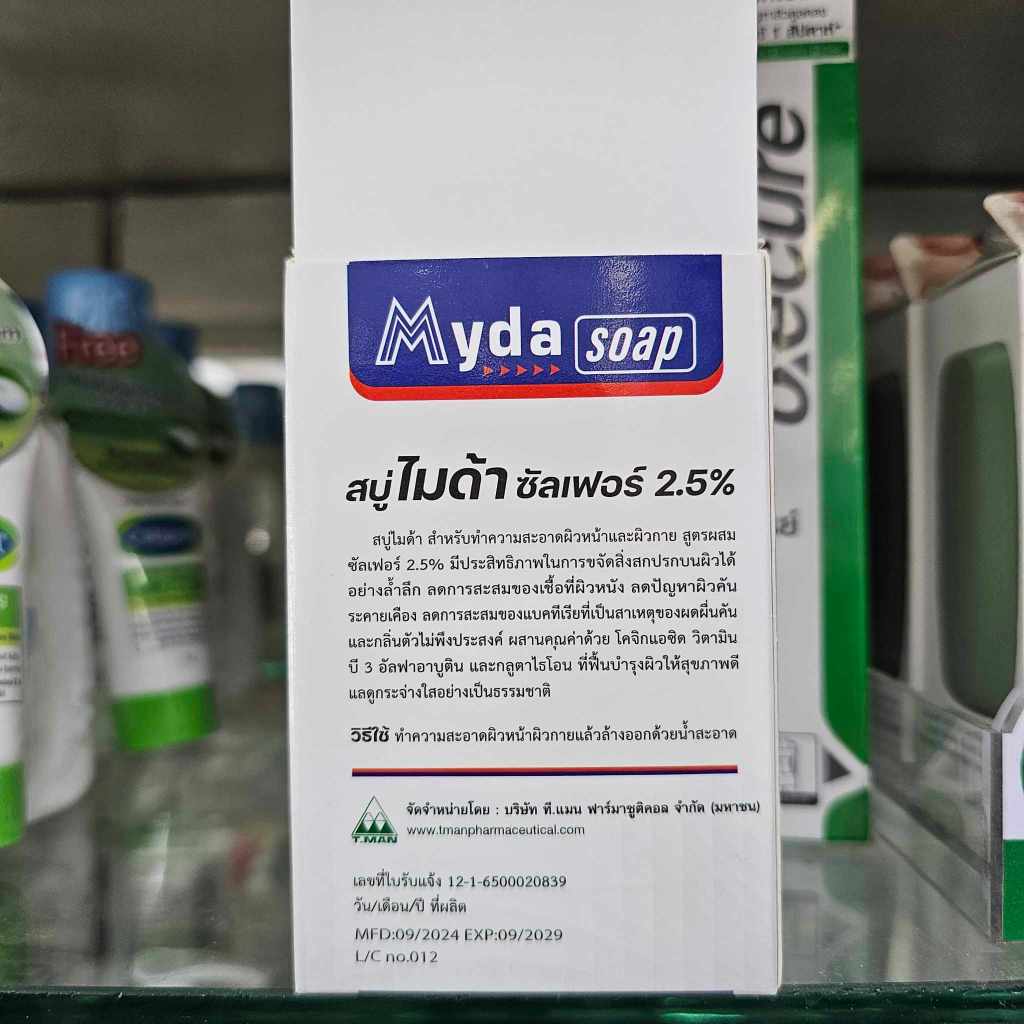 Myda soap
สบู่ไมด้า ซัลเฟอร์ 2.5%
สบู่ไมด้า สำหรับทำความสะอาดผิวหน้าและผิวกาย สูตรผสม
ซัลเฟอร์ 2.5% มีประสิทธิภาพในการขจัดสิ่งสกปรกบนผิวได้
อย่างล้ำลึก ลดการสะสมของเชื้อที่ผิวหนัง ลดปัญหาผิวคัน
ระคายเคือง ลดการสะสมของแบคทีเรียที่เป็นสาเหตุของผดผื่นคัน
และกลิ่นตัวไม่พึงประสงค์ ผสานคุณค่าด้วย โคจิกแอซิด วิตามิน
บี 3 อัลฟาอาบูติน และกลูตาไธโอน ที่ฟื้นบำรุงผิวให้สุขภาพดี
แลดูกระจ่างใสอย่างเป็นธรรมชาติ
วิธีใช้ ทำความสะอาดผิวหน้าผิวกายแล้วล้างออกด้วยน้ำสะอาด
จัดจำหน่ายโดย : บริษัท ที.แมน ฟาร์มาซูติคอล จำกัด (มหาชน)
www.tmanpharmaceutical.com
T.MAN
เลขที่ใบรับแจ้ง 12-1-6500020839
วัน/เดือน/ปี ที่ผลิต
MFD:09/2024 EXP:09/2029
L/C no.012
oxecure
Free